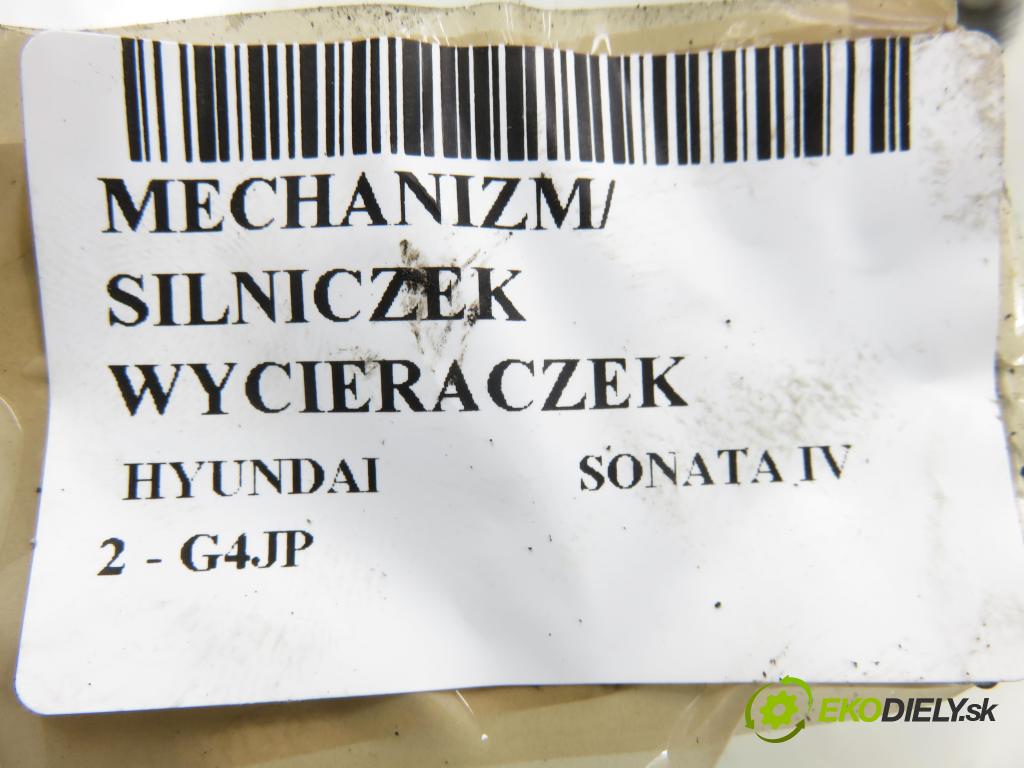 MECHANIZM/
SILNICZEK
WYCIERACZEK
HYUNDAI SONATA IV
2 - G4JP
EKODIELY.sk